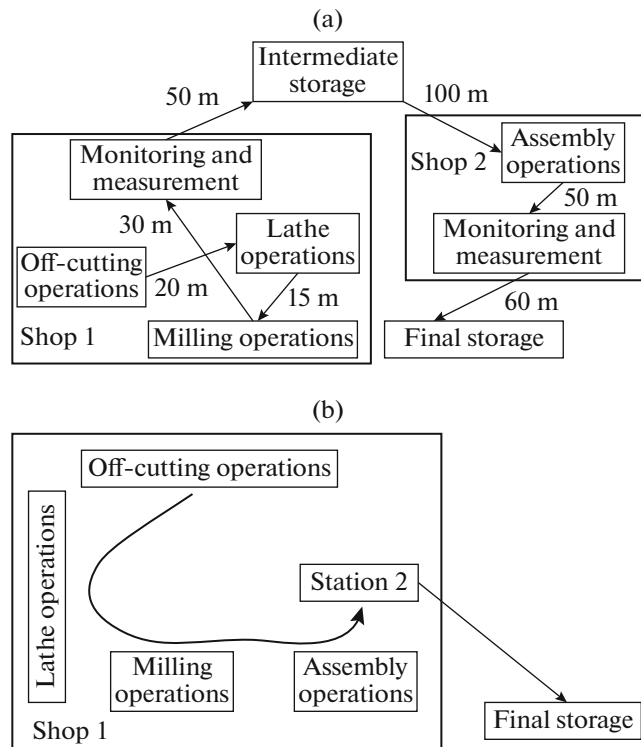 (a)
Intermediate
storage
50 m
100 m
Monitoring and
measurement
Shop 2
Assembly
operations
50 m
30 m
Lathe
operations
Monitoring and
measurement
Off-cutting
operations
20 m
15 m
60 m
Shop 1
Milling operations
Final storage
(b)
Off-cutting operations
Lathe operations
Station 2
Milling
operations
Assembly
operations
Shop 1
Final storage